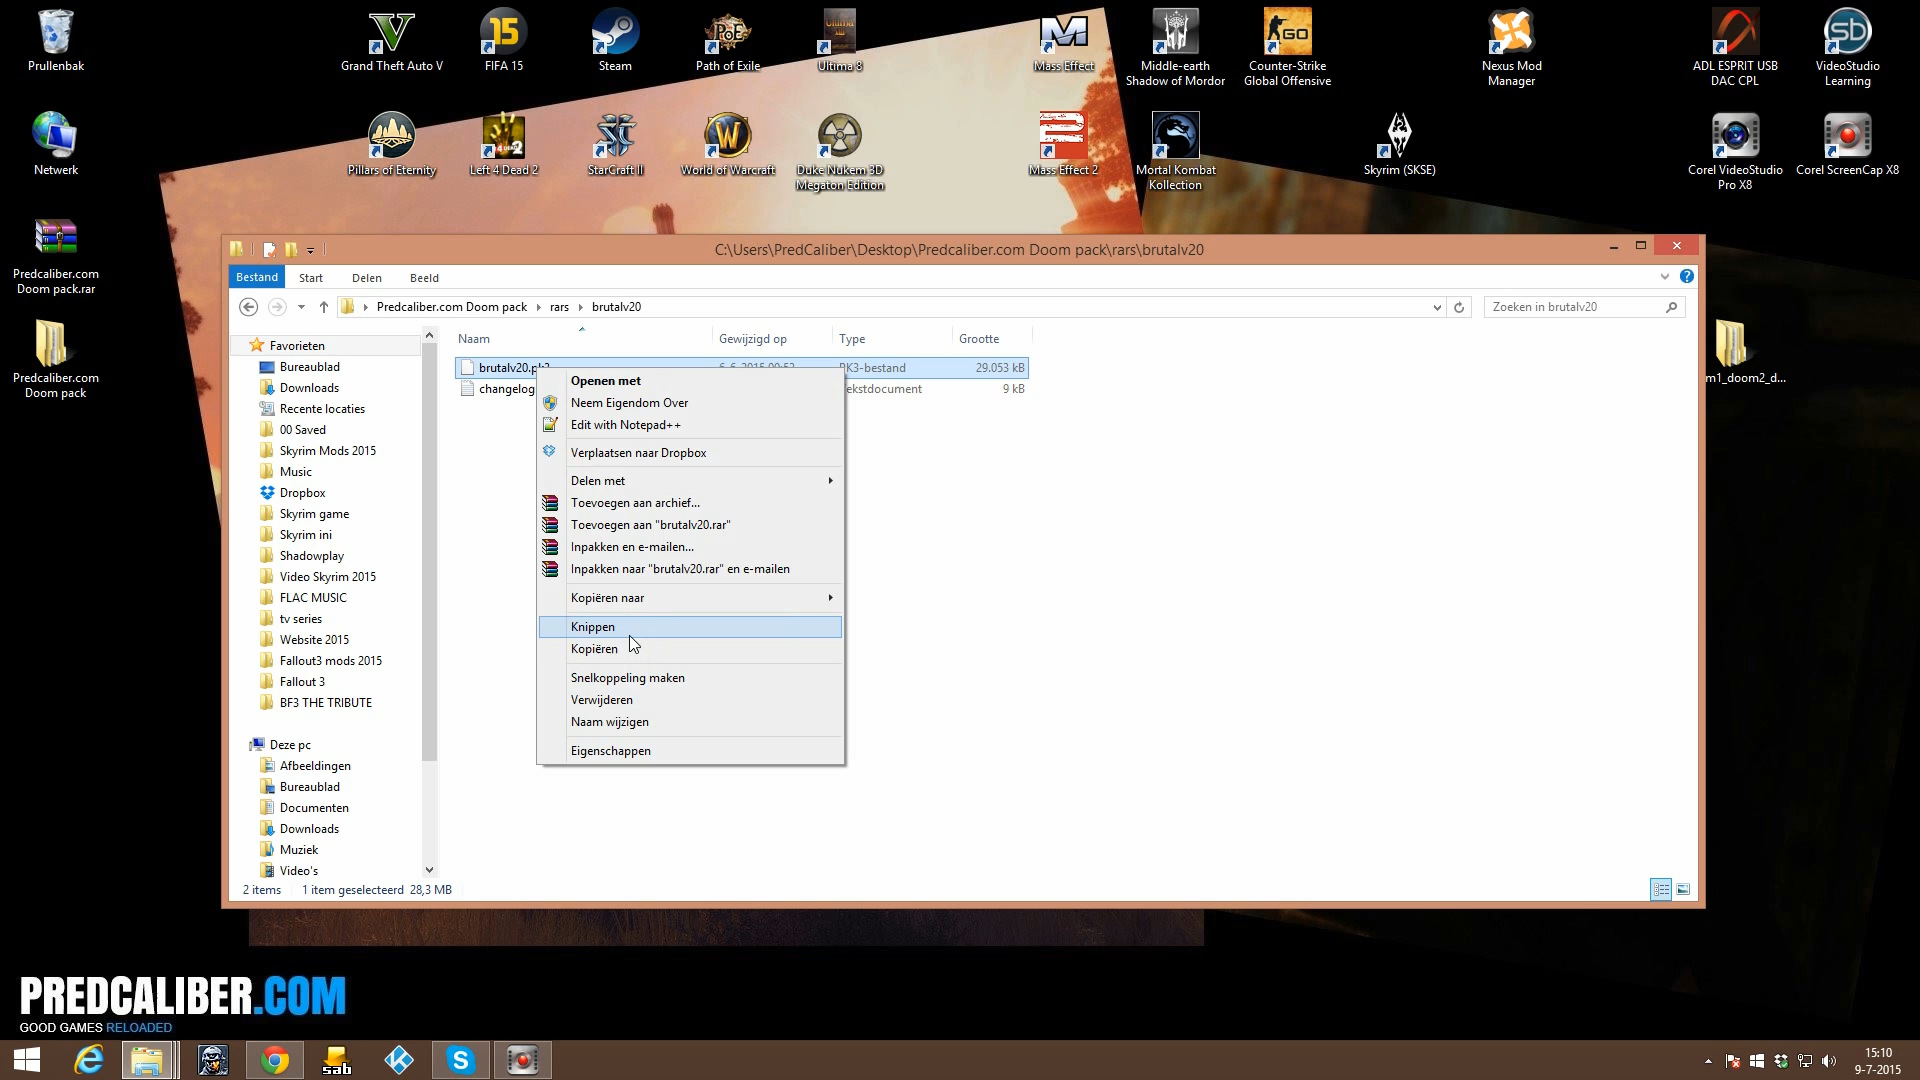 Prullenbak
Grand Theft Auto V
FIFA 15
Steam
Path of Exile
Ultima 8
Mass Effect
Middle-earth
Shadow of Mordor
Counter-Strike
Global Offensive
Nexus Mod
Manager
ADL ESPRIT USB
DAC CPL
VideoStudio
Learning
Netwerk
Pillars of Eternity
Left 4 Dead 2
StarCraft II
World of Warcraft
Duke Nukem 3D
Megaton Edition
Mass Effect 2
Mortal Kombat
Kollection
Skyrim (SKSE)
Corel VideoStudio
Pro X8
Corel ScreenCap X8
Predcaliber.com
Doom pack.rar
Predcaliber.com
Doom pack
m1_doom2_d...
C:\Users\PredCaliber\Desktop\Predcaliber.com Doom pack\rars\brutalv20
Bestand Start Delen Beeld
Predcaliber.com Doom pack rars brutalv20
Zoeken in brutalv20
Naam Gewijzigd op Type Grootte
brutalv20.pk3 PK3-bestand 29.053 kB
changelog 9 kB
Favorieten
Bureaublad
Downloads
Recente locaties
00 Saved
Skyrim Mods 2015
Music
Dropbox
Skyrim game
Skyrim ini
Shadowplay
Video Skyrim 2015
FLAC MUSIC
tv series
Website 2015
Fallout3 mods 2015
Fallout 3
BF3 THE TRIBUTE
Deze pc
Afbeeldingen
Bureaublad
Documenten
Downloads
Muziek
Video's
Openen met
Neem Eigendom Over
Edit with Notepad++
Verplaatsen naar Dropbox
Delen met
Toevoegen aan archief...
Toevoegen aan "brutalv20.rar"
Inpakken en e-mailen...
Inpakken naar "brutalv20.rar" en e-mailen
Kopiëren naar
Knippen
Kopiëren
Snelkoppeling maken
Verwijderen
Naam wijzigen
Eigenschappen
2 items 1 item geselecteerd 28,3 MB
PREDCALIBER.COM
GOOD GAMES RELOADED
sab
15:10
9-7-2015